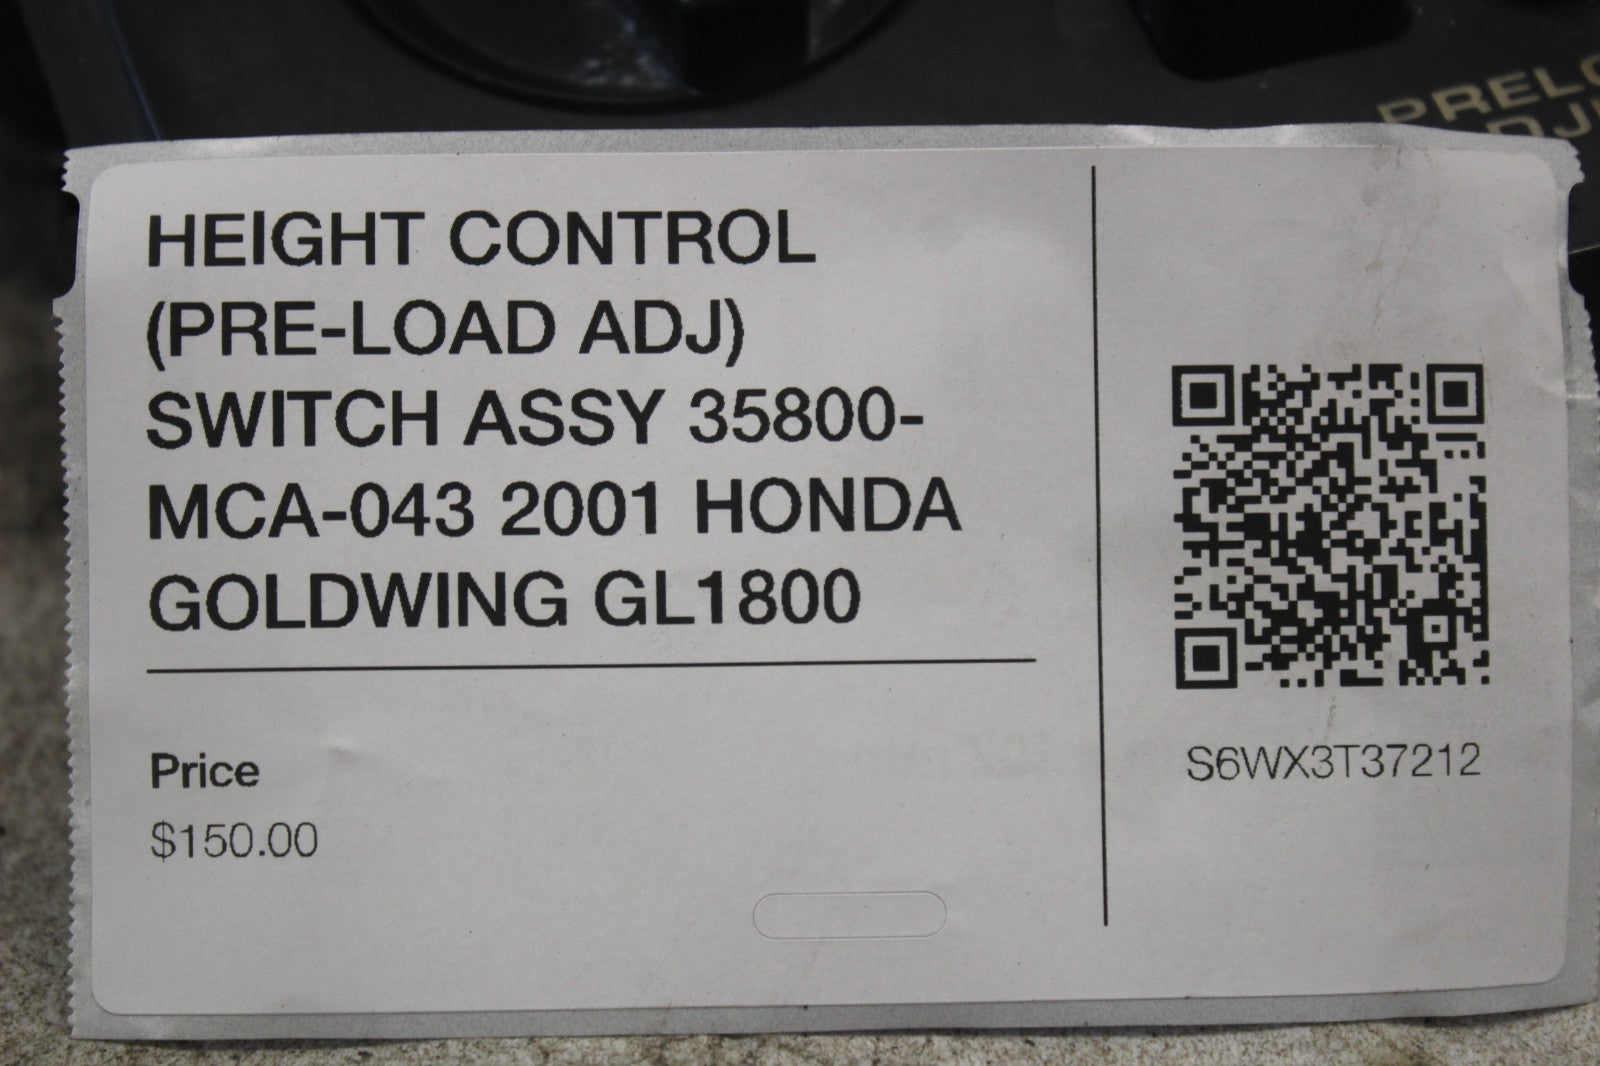 HEIGHT CONTROL
(PRE-LOAD ADJ)
SWITCH ASSY 35800-
MCA-043 2001 HONDA
GOLDWING GL1800
Price
$150.00
S6WX3T37212